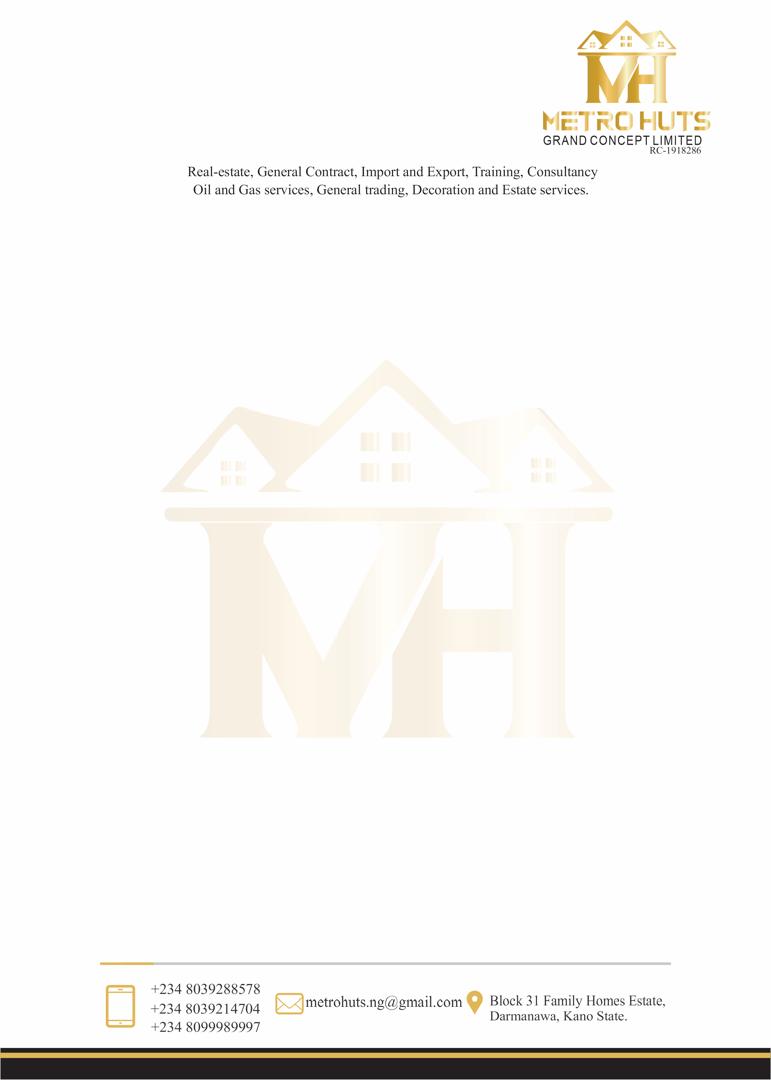 MH
METRO HUTS
GRAND CONCEPT LIMITED
RC-1918286
Real-estate, General Contract, Import and Export, Training, Consultancy
Oil and Gas services, General trading, Decoration and Estate services.
MH
+234 8039288578
+234 8039214704
+234 8099989997
metrohuts.ng@gmail.com
Block 31 Family Homes Estate,
Darmanawa, Kano State.